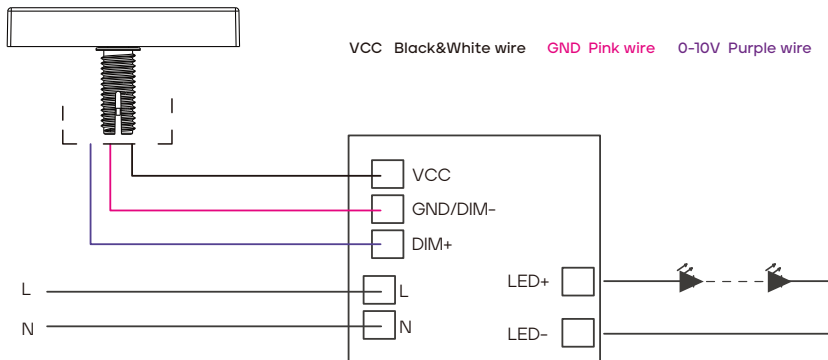 VCC Black&White wire GND Pink wire 0-10V Purple wire
VCC
GND/DIM-
DIM+
L L LED+
N N LED-